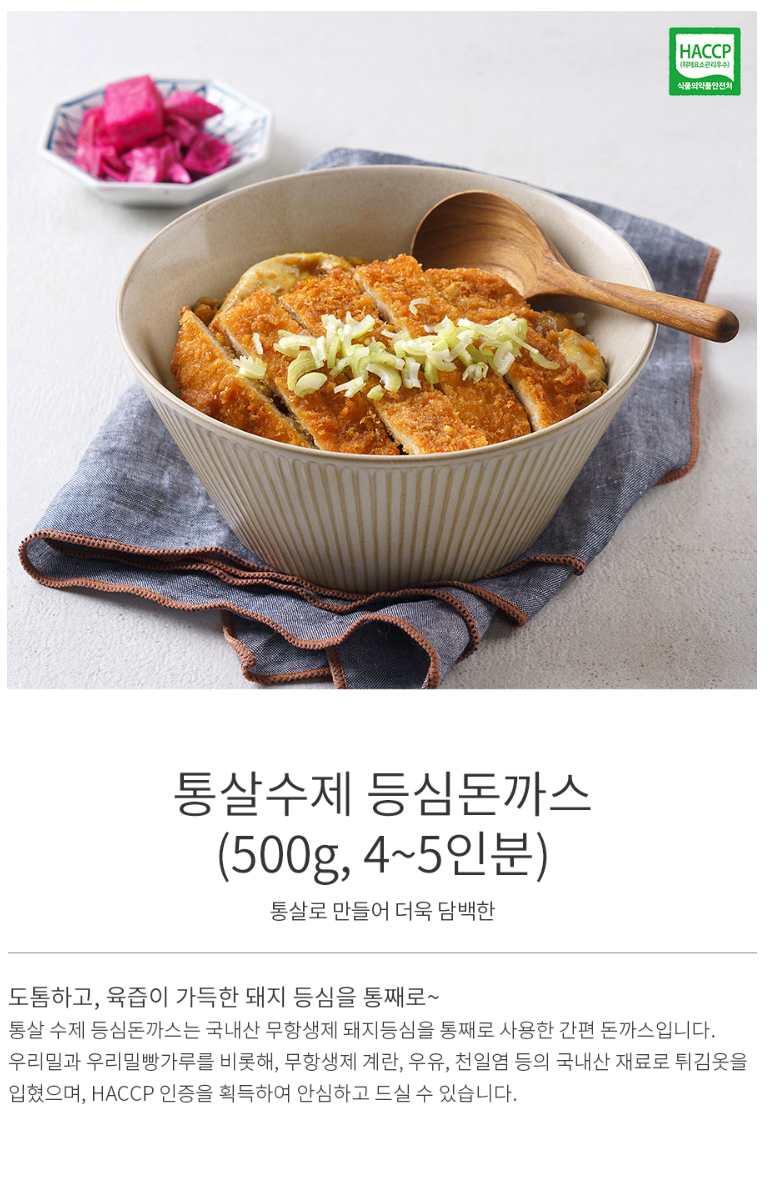 HACCP
(위해요소관리우수)
식품의약품안전처
통살수제 등심돈까스
(500g, 4~5인분)
통살로 만들어 더욱 담백한
도톰하고, 육즙이 가득한 돼지 등심을 통째로~
통살 수제 등심돈까스는 국내산 무항생제 돼지등심을 통째로 사용한 간편 돈까스입니다.
우리밀과 우리밀빵가루를 비롯해, 무항생제 계란, 우유, 천일염 등의 국내산 재료로 튀김옷을
입혔으며, HACCP 인증을 획득하여 안심하고 드실 수 있습니다.